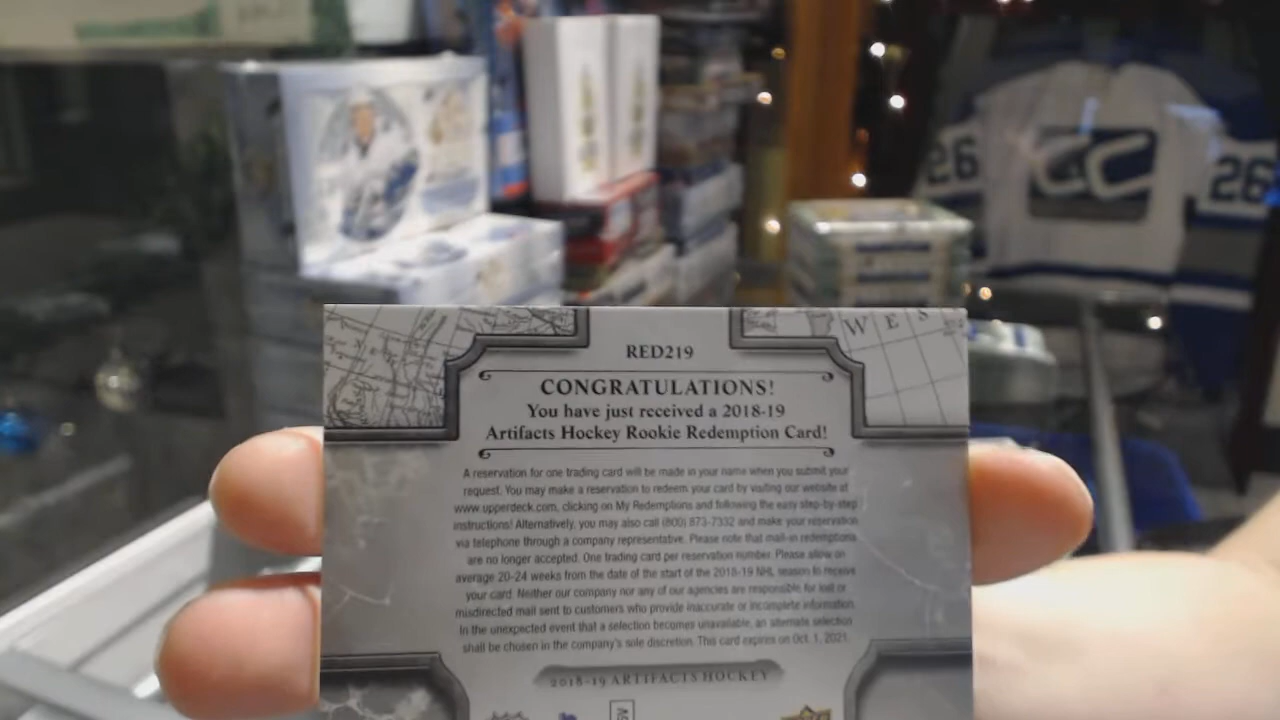 W E S
26
CC
26
RED219
CONGRATULATIONS!
You have just received a 2018-19
Artifacts Hockey Rookie Redemption Card!
A reservation for one trading card will be made in your name when you submit your
request. You may make a reservation to redeem your card by visiting our website at
www.upperdeck.com, clicking on My Redemptions and following the easy step-by-step
instructions! Alternatively, you may also call (800) 873-7332 and make your reservation
via telephone through a company representative. Please note that mail-in redemptions
are no longer accepted. One trading card per reservation number. Please allow on
average 20-24 weeks from the date of the start of the 2018-19 NHL season to receive
your card. Neither our company nor any of our agencies are responsible for lost or
misdirected mail sent to customers who provide inaccurate or incomplete information.
In the unexpected event that a selection becomes unavailable, an alternate selection
shall be chosen in the company's sole discretion. This card expires on Oct. 1, 2021.
2018-19 ARTIFACTS HOCKEY